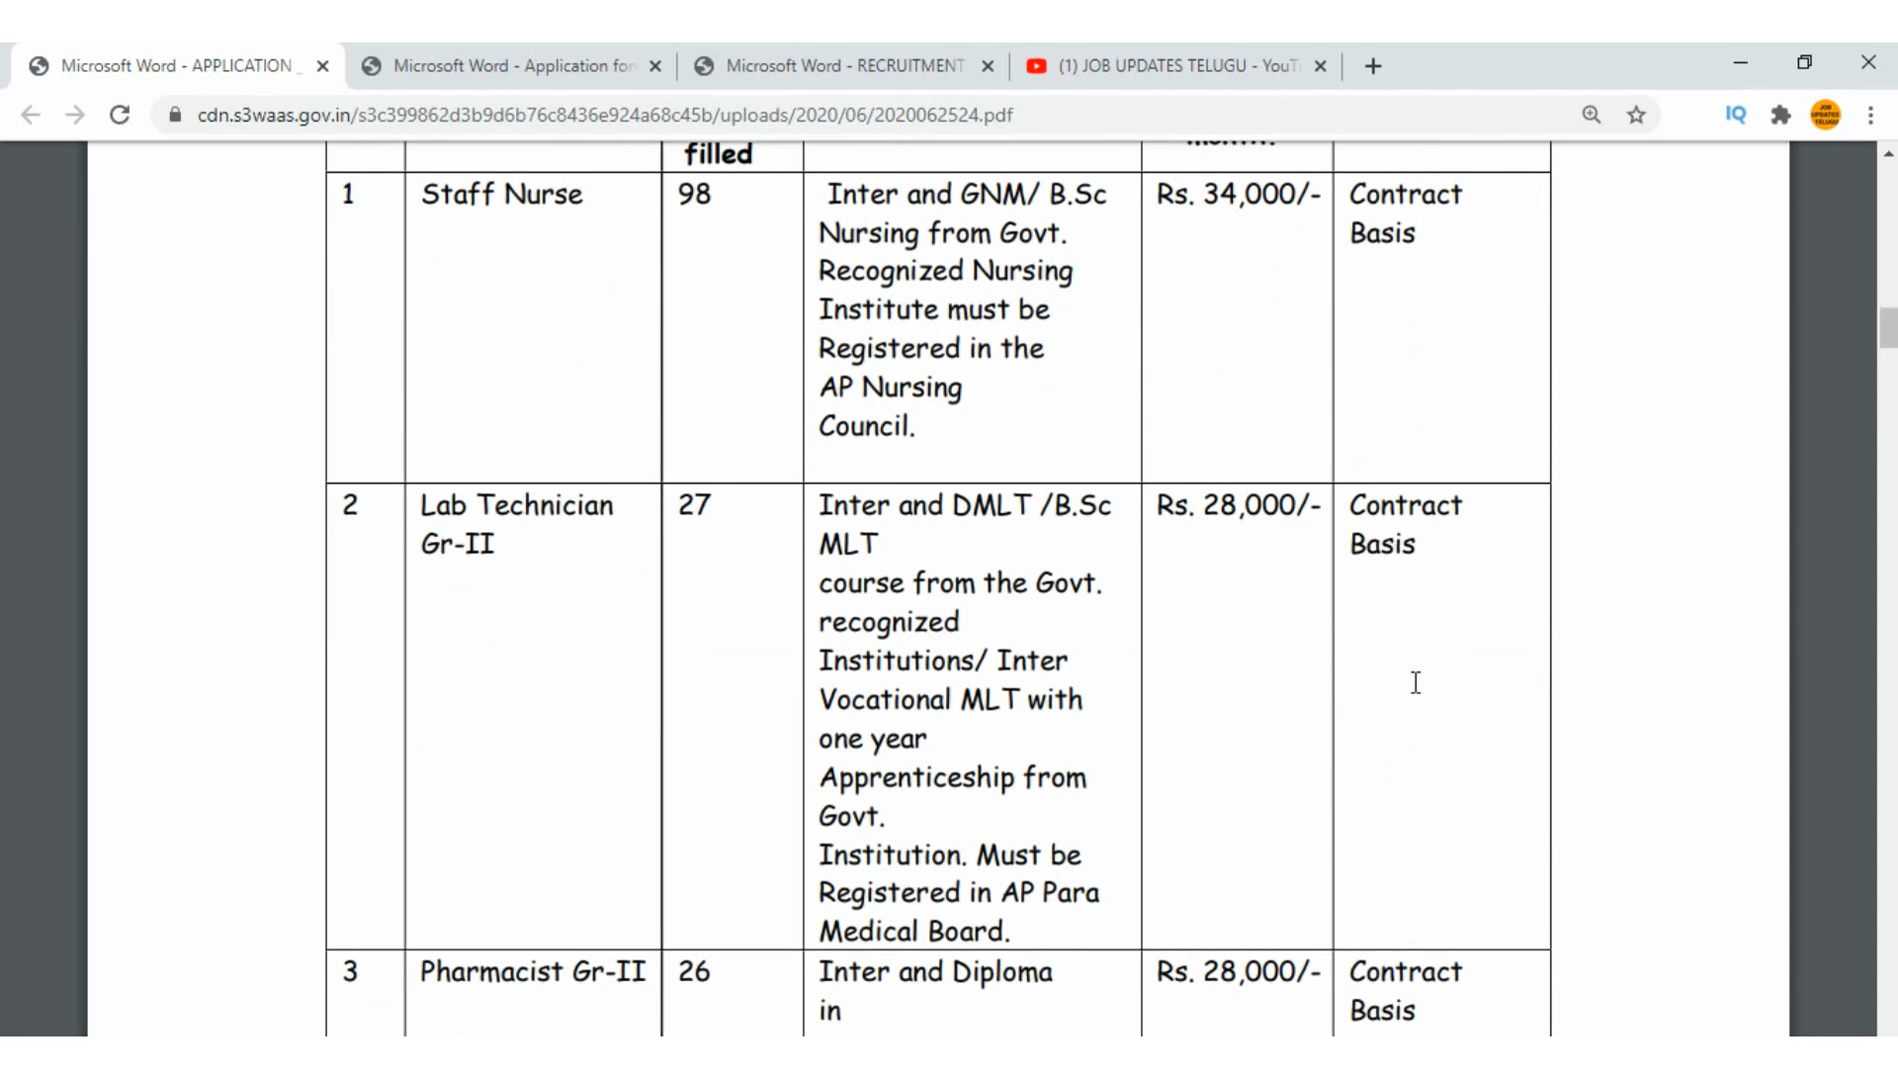 Microsoft Word - APPLICATION _
Microsoft Word - Application for
Microsoft Word - RECRUITMENT
(1) JOB UPDATES TELUGU - YouT
cdn.s3waas.gov.in/s3c399862d3b9d6b76c8436e924a68c45b/uploads/2020/06/2020062524.pdf
IQ
JOB
UPDATES
TELUGU
filled
1 Staff Nurse 98 Inter and GNM/ B.Sc Rs. 34,000/- Contract
Nursing from Govt. Basis
Recognized Nursing
Institute must be
Registered in the
AP Nursing
Council.
2 Lab Technician 27 Inter and DMLT /B.Sc Rs. 28,000/- Contract
Gr-II MLT Basis
course from the Govt.
recognized
Institutions/ Inter
Vocational MLT with
one year
Apprenticeship from
Govt.
Institution. Must be
Registered in AP Para
Medical Board.
3 Pharmacist Gr-II 26 Inter and Diploma Rs. 28,000/- Contract
in Basis